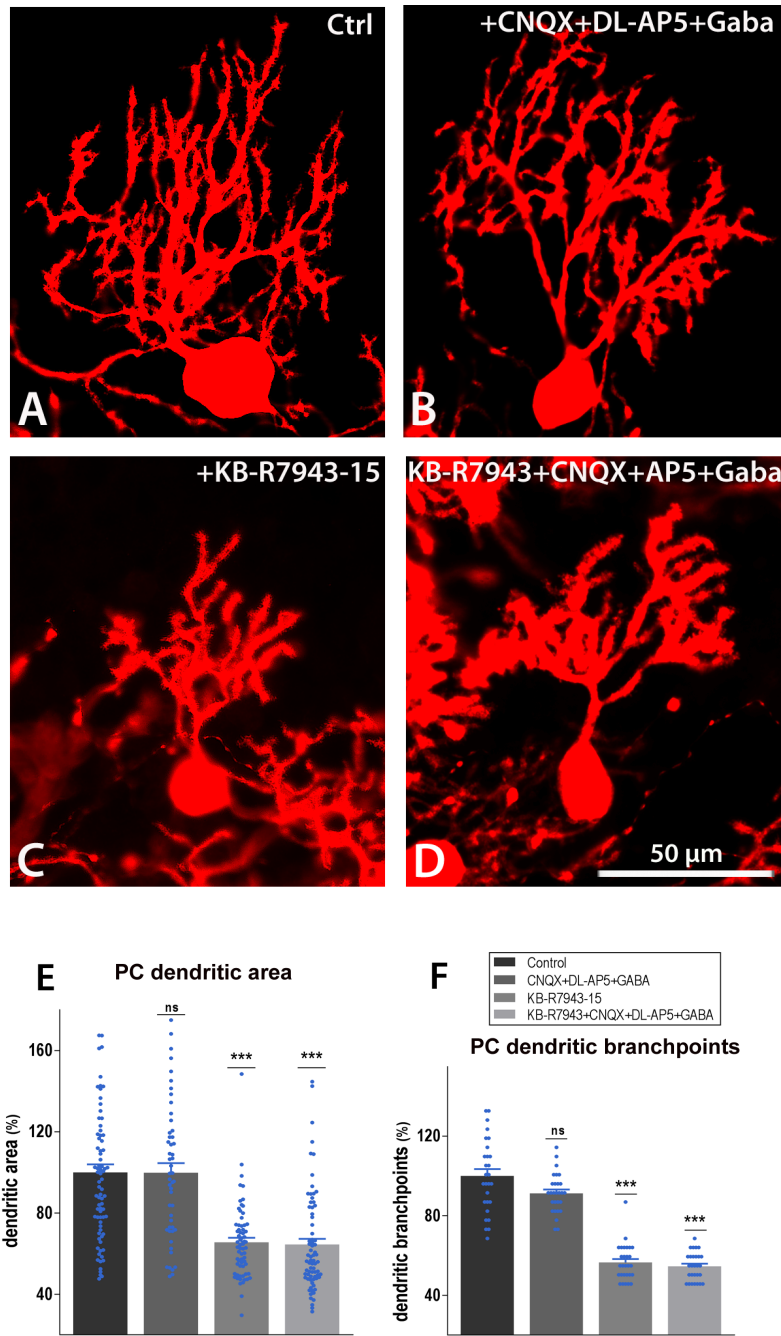 Ctrl
+CNQX+DL-AP5+Gaba
A
B
+KB-R7943-15
KB-R7943+CNQX+AP5+Gaba
C
D
50 µm
E
PC dendritic area
ns
***
***
dendritic area (%)
160
120
80
40
F
Control
CNQX+DL-AP5+GABA
KB-R7943-15
KB-R7943+CNQX+DL-AP5+GABA
PC dendritic branchpoints
ns
***
***
dendritic branchpoints (%)
120
80
40